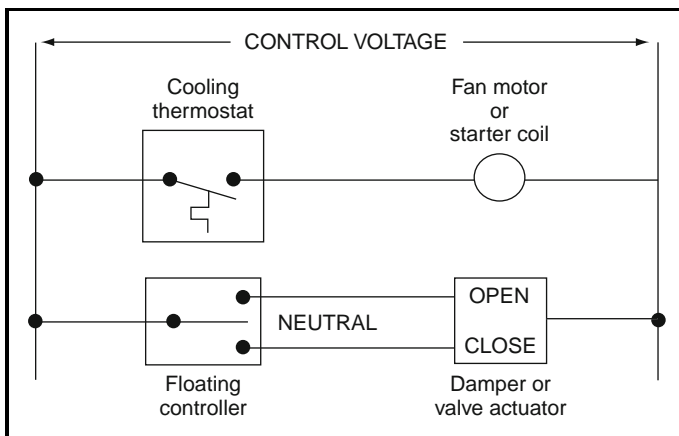 CONTROL VOLTAGE
Cooling
thermostat
Fan motor
or
starter coil
OPEN
NEUTRAL
CLOSE
Floating
controller
Damper or
valve actuator